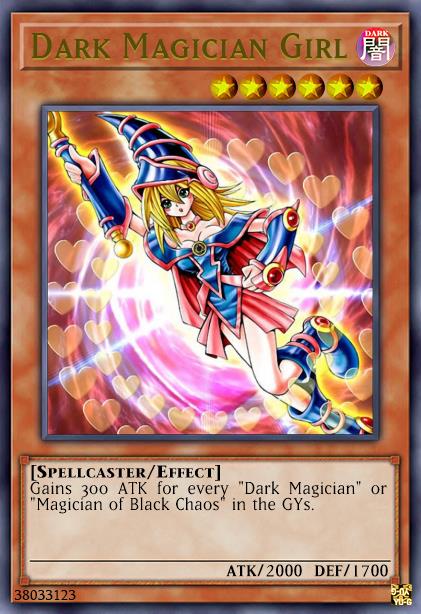 DARK MAGICIAN GIRL
DARK
闇
[SPELLCASTER/EFFECT]
Gains 300 ATK for every "Dark Magician" or
"Magician of Black Chaos" in the GYs.
ATK/2000 DEF/1700
38033123